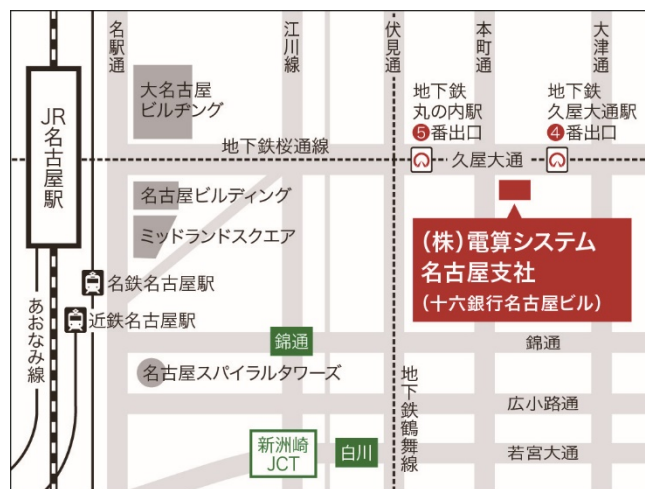 名駅通
江川線
伏見通
本町通
大津通
大名古屋
ビルヂング
地下鉄
丸の内駅
5番出口
地下鉄
久屋大通駅
4番出口
JR名古屋駅
地下鉄桜通線
久屋大通
名古屋ビルディング
ミッドランドスクエア
(株)電算システム
名古屋支社
(十六銀行名古屋ビル)
名鉄名古屋駅
近鉄名古屋駅
あおなみ線
錦通
錦通
名古屋スパイラルタワーズ
地下鉄鶴舞線
広小路通
新洲崎
JCT
白川
若宮大通